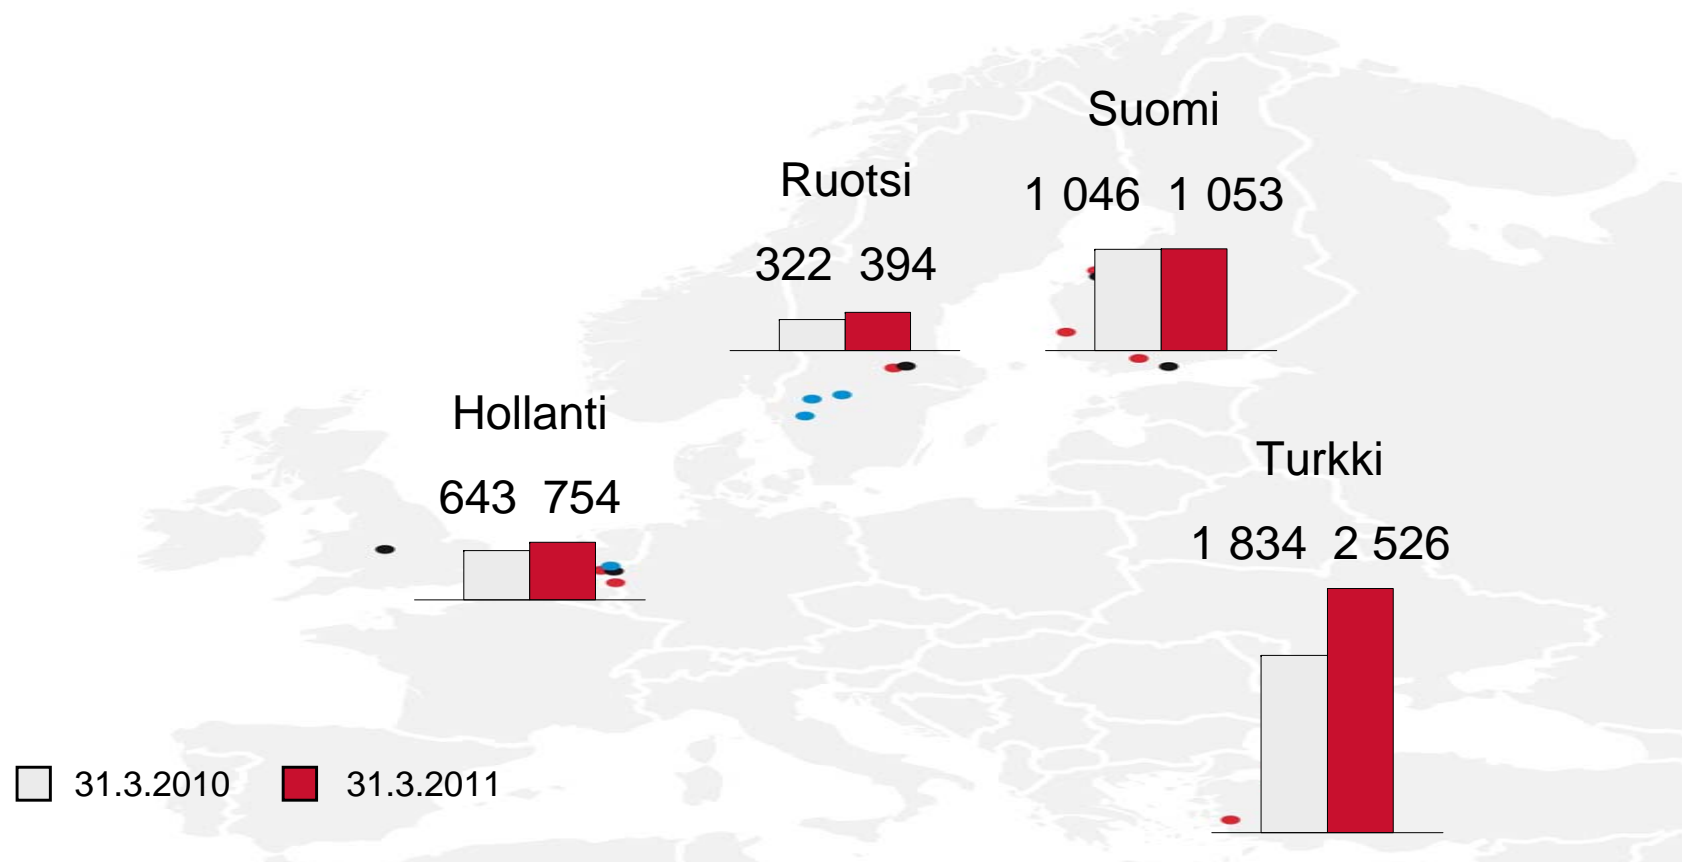 Suomi
1 046 1 053
Ruotsi
322 394
Hollanti
643 754
Turkki
1 834 2 526
31.3.2010 31.3.2011